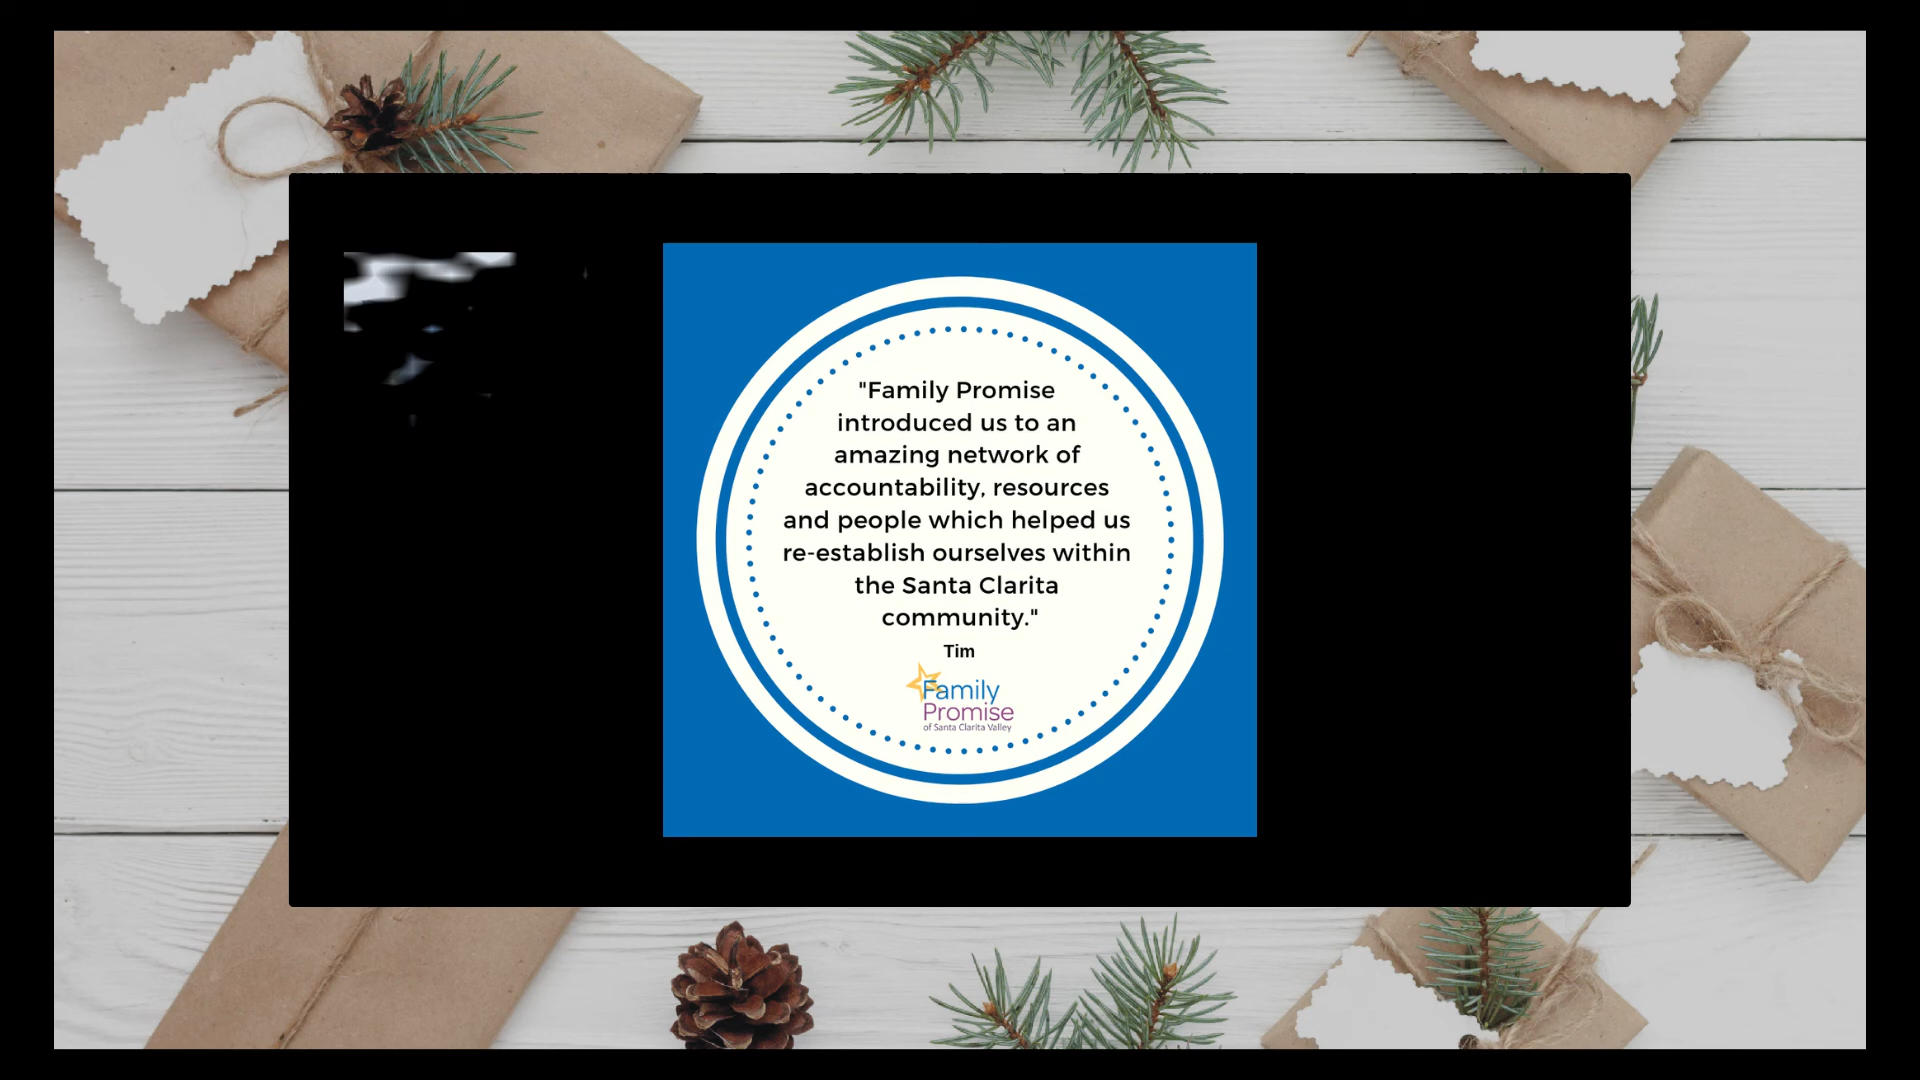 "Family Promise
introduced us to an
amazing network of
accountability, resources
and people which helped us
re-establish ourselves within
the Santa Clarita
community."
Tim
Family
Promise
of Santa Clarita Valley